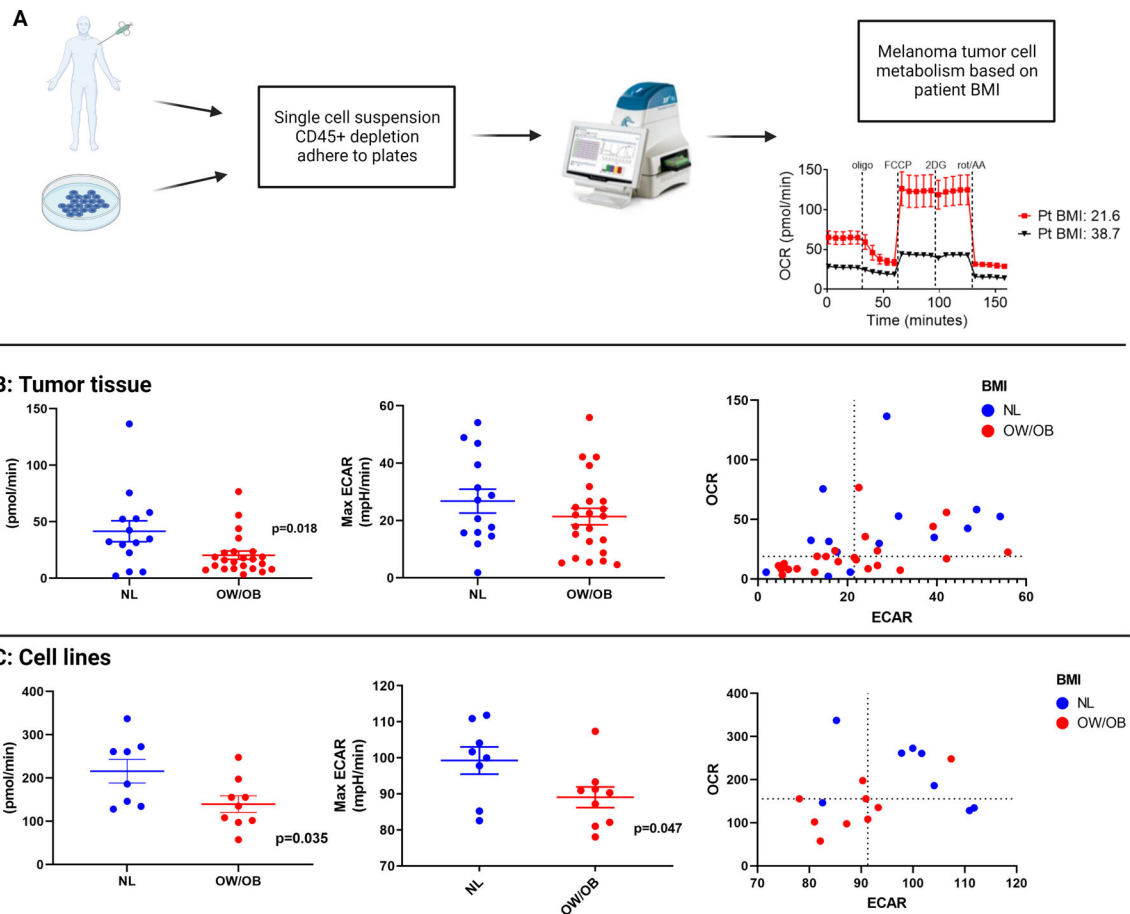 A
Single cell suspension
CD45+ depletion
adhere to plates
Melanoma tumor cell
metabolism based on
patient BMI
oligo FCCP 2DG rot/AA
150
100
50
0
OCR (pmol/min)
0 50 100 150
Time (minutes)
Pt BMI: 21.6
Pt BMI: 38.7
B: Tumor tissue
150
100
50
0
(pmol/min)
p=0.018
NL OW/OB
60
40
20
0
Max ECAR
(mpH/min)
NL OW/OB
BMI
NL
OW/OB
150
100
50
0
OCR
0 20 40 60
ECAR
C: Cell lines
400
300
200
100
0
(pmol/min)
p=0.035
NL OW/OB
120
110
100
90
80
70
Max ECAR
(mpH/min)
p=0.047
NL OW/OB
BMI
NL
OW/OB
400
300
200
100
0
OCR
70 80 90 100 110 120
ECAR